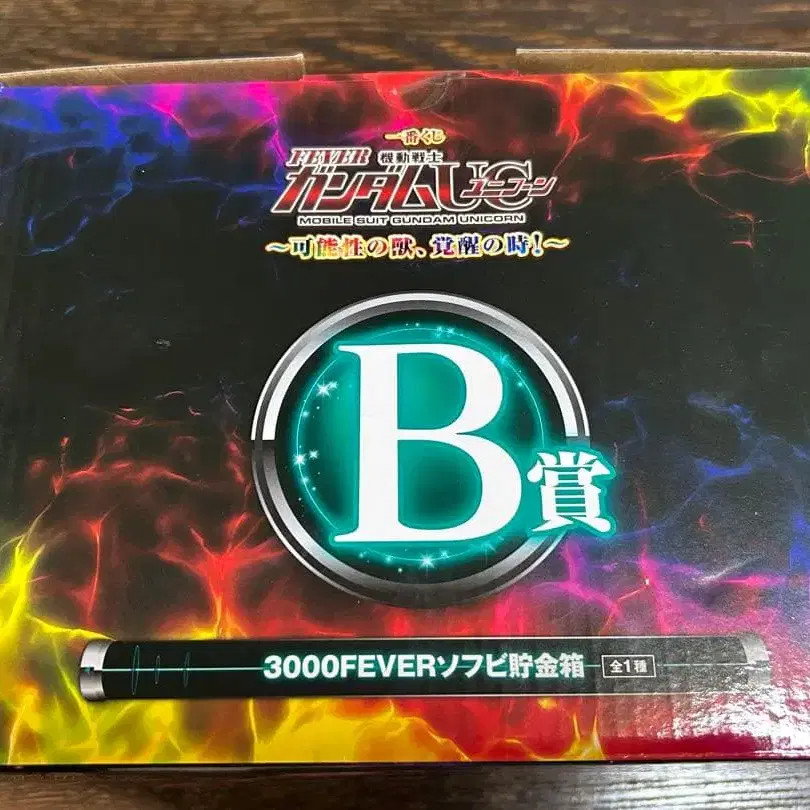 一番くじ
FEVER 機動戦士
ガンダムUC ユニコーン
MOBILE SUIT GUNDAM UNICORN
〜可能性の獣、覚醒の時!〜
B賞
3000FEVERソフビ貯金箱 全1種